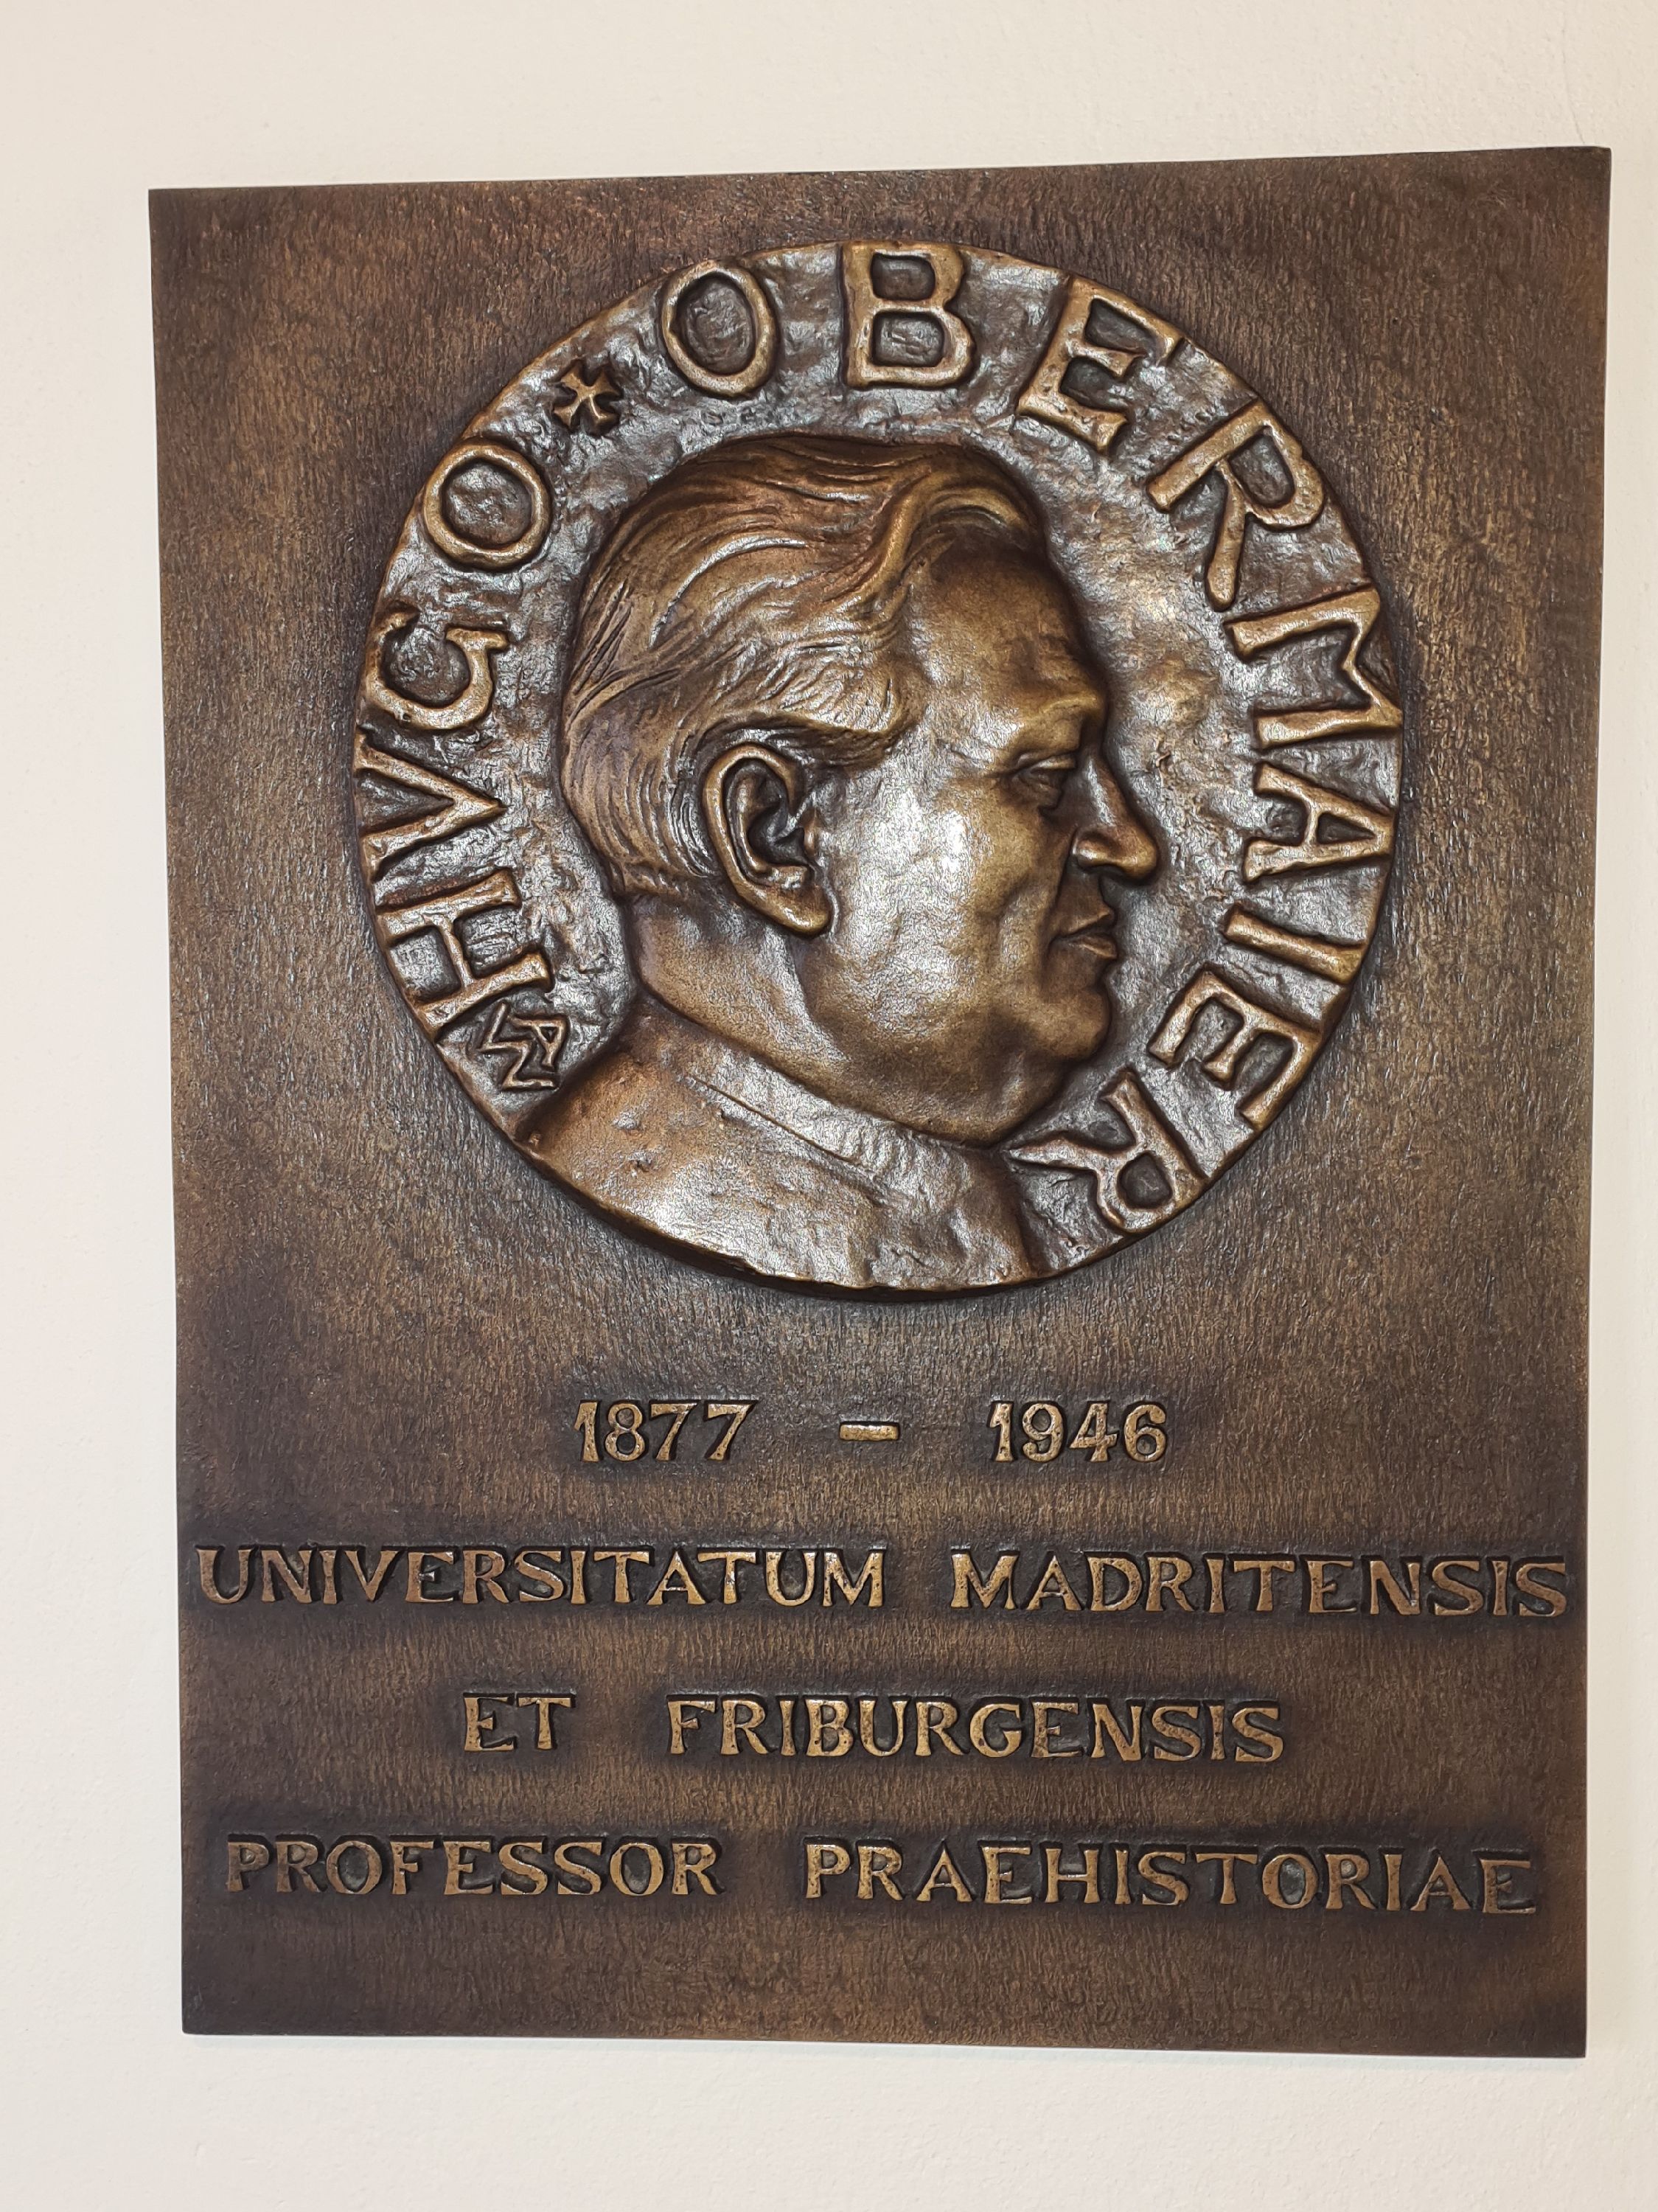 HVGO * OBERMAIER
1877 – 1946
UNIVERSITATUM MADRITENSIS
ET FRIBURGENSIS
PROFESSOR PRAEHISTORIAE